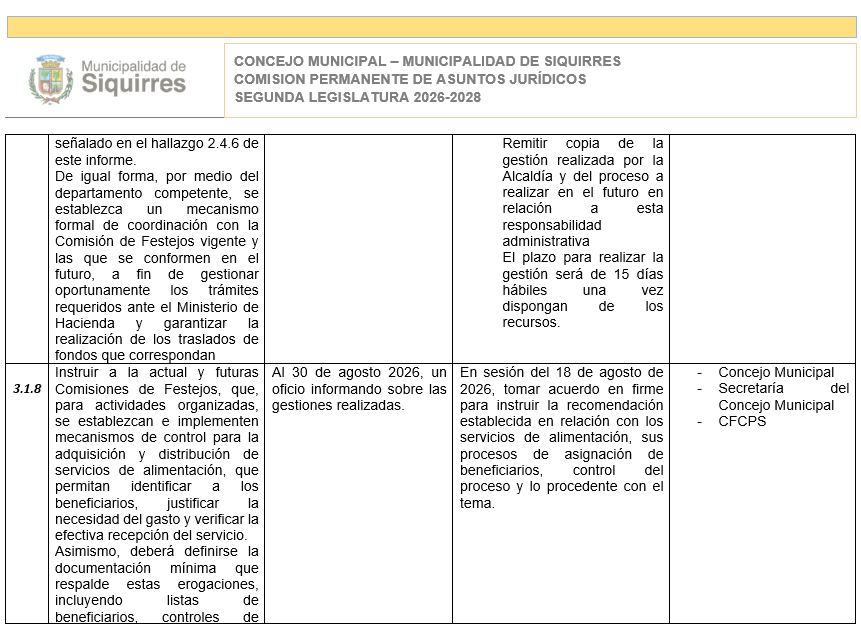 Municipalidad de
Siquirres
CONCEJO MUNICIPAL – MUNICIPALIDAD DE SIQUIRRES
COMISION PERMANENTE DE ASUNTOS JURÍDICOS
SEGUNDA LEGISLATURA 2026-2028
señalado en el hallazgo 2.4.6 de
este informe.
De igual forma, por medio del
departamento competente, se
establezca un mecanismo
formal de coordinación con la
Comisión de Festejos vigente y
las que se conformen en el
futuro, a fin de gestionar
oportunamente los trámites
requeridos ante el Ministerio de
Hacienda y garantizar la
realización de los traslados de
fondos que correspondan
Remitir copia de la
gestión realizada por la
Alcaldía y del proceso a
realizar en el futuro en
relación a esta
responsabilidad
administrativa
El plazo para realizar la
gestión será de 15 días
hábiles una vez
dispongan de los
recursos.
3.1.8
Instruir a la actual y futuras
Comisiones de Festejos, que,
para actividades organizadas,
se establezcan e implementen
mecanismos de control para la
adquisición y distribución de
servicios de alimentación, que
permitan identificar a los
beneficiarios, justificar la
necesidad del gasto y verificar la
efectiva recepción del servicio.
Asimismo, deberá definirse la
documentación mínima que
respalde estas erogaciones,
incluyendo listas de
beneficiarios, controles de
Al 30 de agosto 2026, un
oficio informando sobre las
gestiones realizadas.
En sesión del 18 de agosto de
2026, tomar acuerdo en firme
para instruir la recomendación
establecida en relación con los
servicios de alimentación, sus
procesos de asignación de
beneficiarios, control del
proceso y lo procedente con el
tema.
- Concejo Municipal
- Secretaría del
Concejo Municipal
- CFCPS